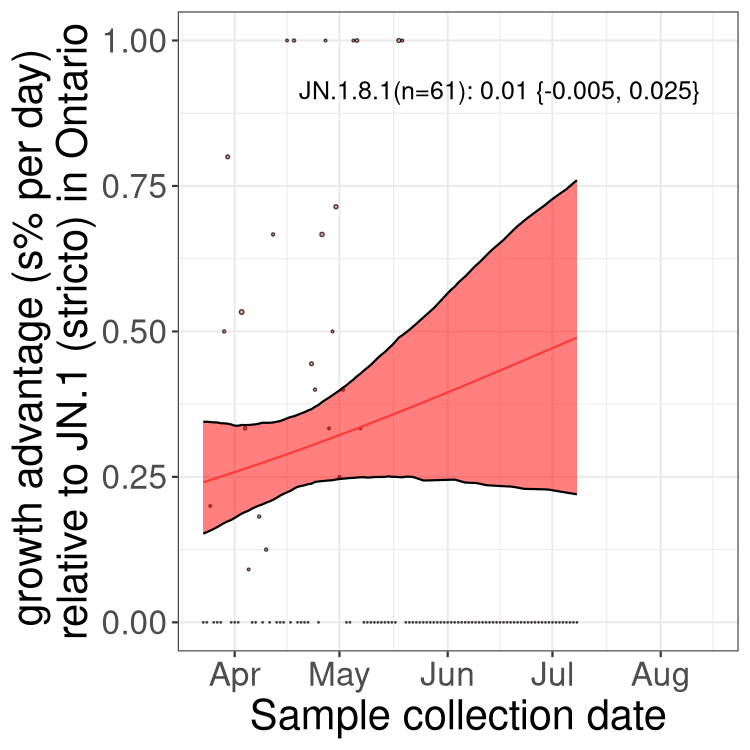 growth advantage (s% per day)
relative to JN.1 (stricto) in Ontario
1.00
0.75
0.50
0.25
0.00
JN.1.8.1(n=61): 0.01 {-0.005, 0.025}
Apr May Jun Jul Aug
Sample collection date